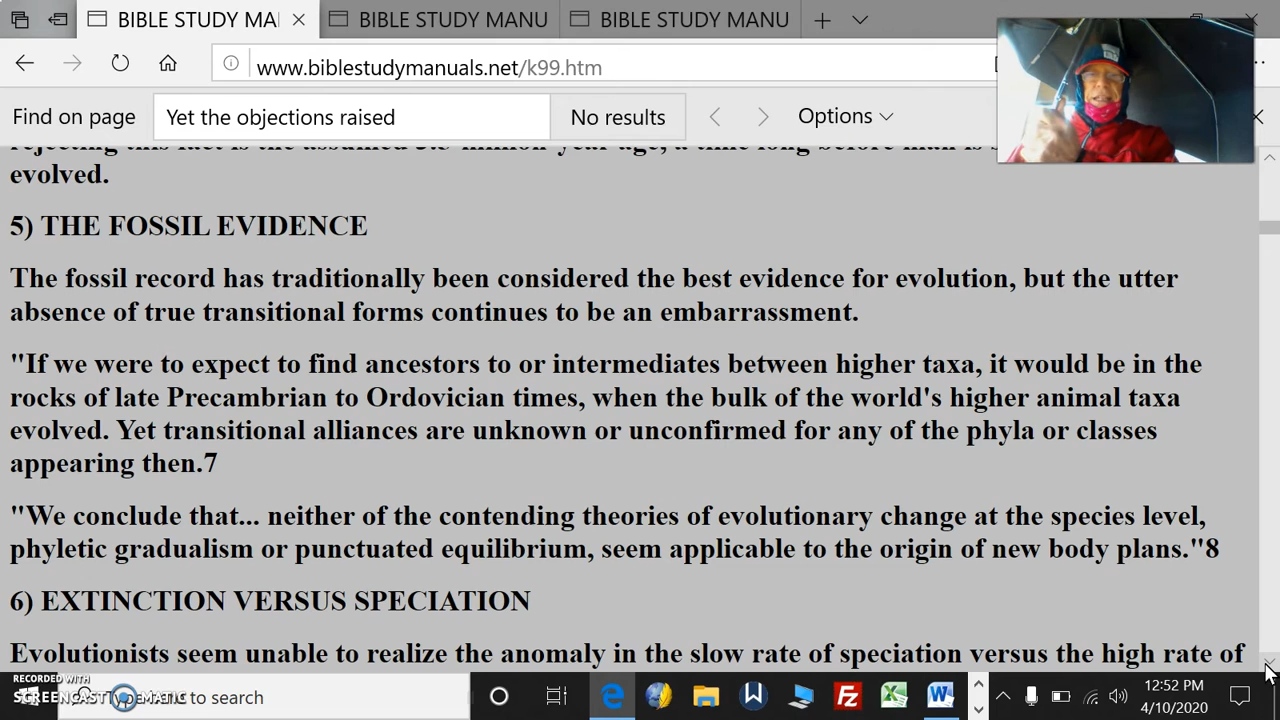 BIBLE STUDY MA
BIBLE STUDY MANU
BIBLE STUDY MANU
www.biblestudymanuals.net/k99.htm
Find on page
Yet the objections raised
No results
Options
evolved.
5) THE FOSSIL EVIDENCE
The fossil record has traditionally been considered the best evidence for evolution, but the utter
absence of true transitional forms continues to be an embarrassment.
"If we were to expect to find ancestors to or intermediates between higher taxa, it would be in the
rocks of late Precambrian to Ordovician times, when the bulk of the world's higher animal taxa
evolved. Yet transitional alliances are unknown or unconfirmed for any of the phyla or classes
appearing then.7
"We conclude that... neither of the contending theories of evolutionary change at the species level,
phyletic gradualism or punctuated equilibrium, seem applicable to the origin of new body plans."8
6) EXTINCTION VERSUS SPECIATION
Evolutionists seem unable to realize the anomaly in the slow rate of speciation versus the high rate of
RECORDED WITH
SCREENCAST-O-MATIC
to search
12:52 PM
4/10/2020